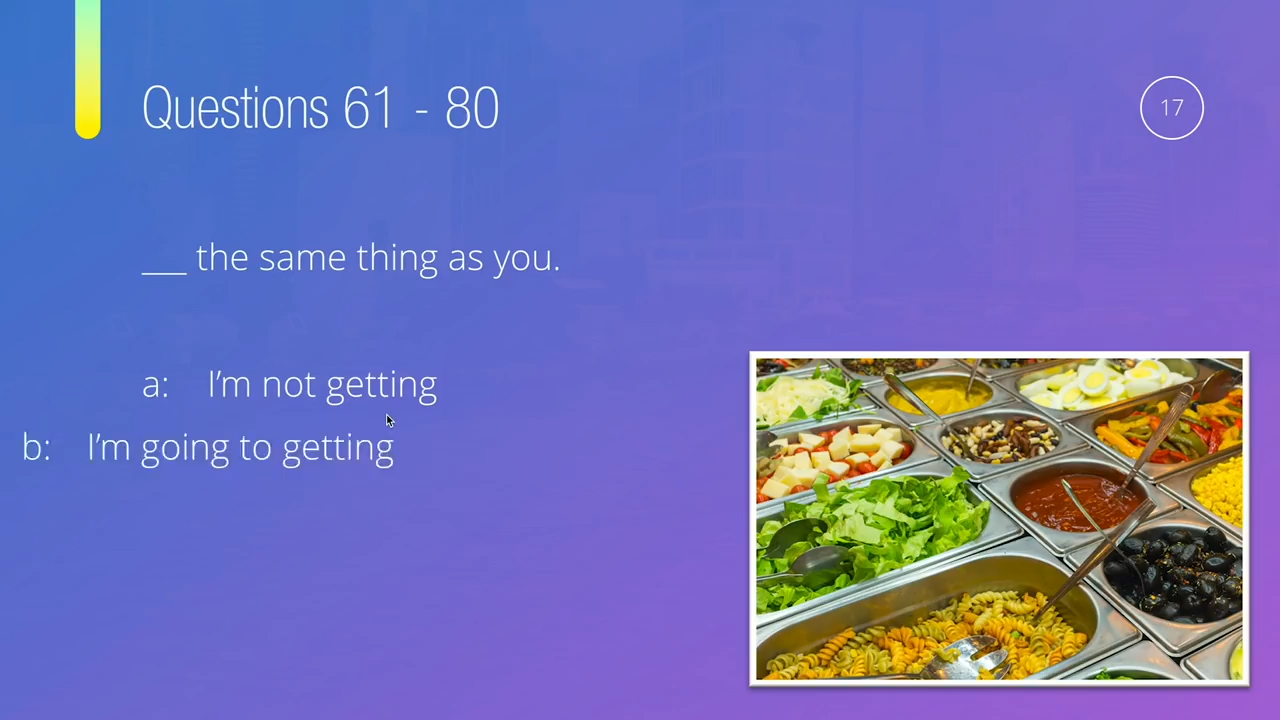 Questions 61 - 80
17
___ the same thing as you.
a: I’m not getting
b: I’m going to getting